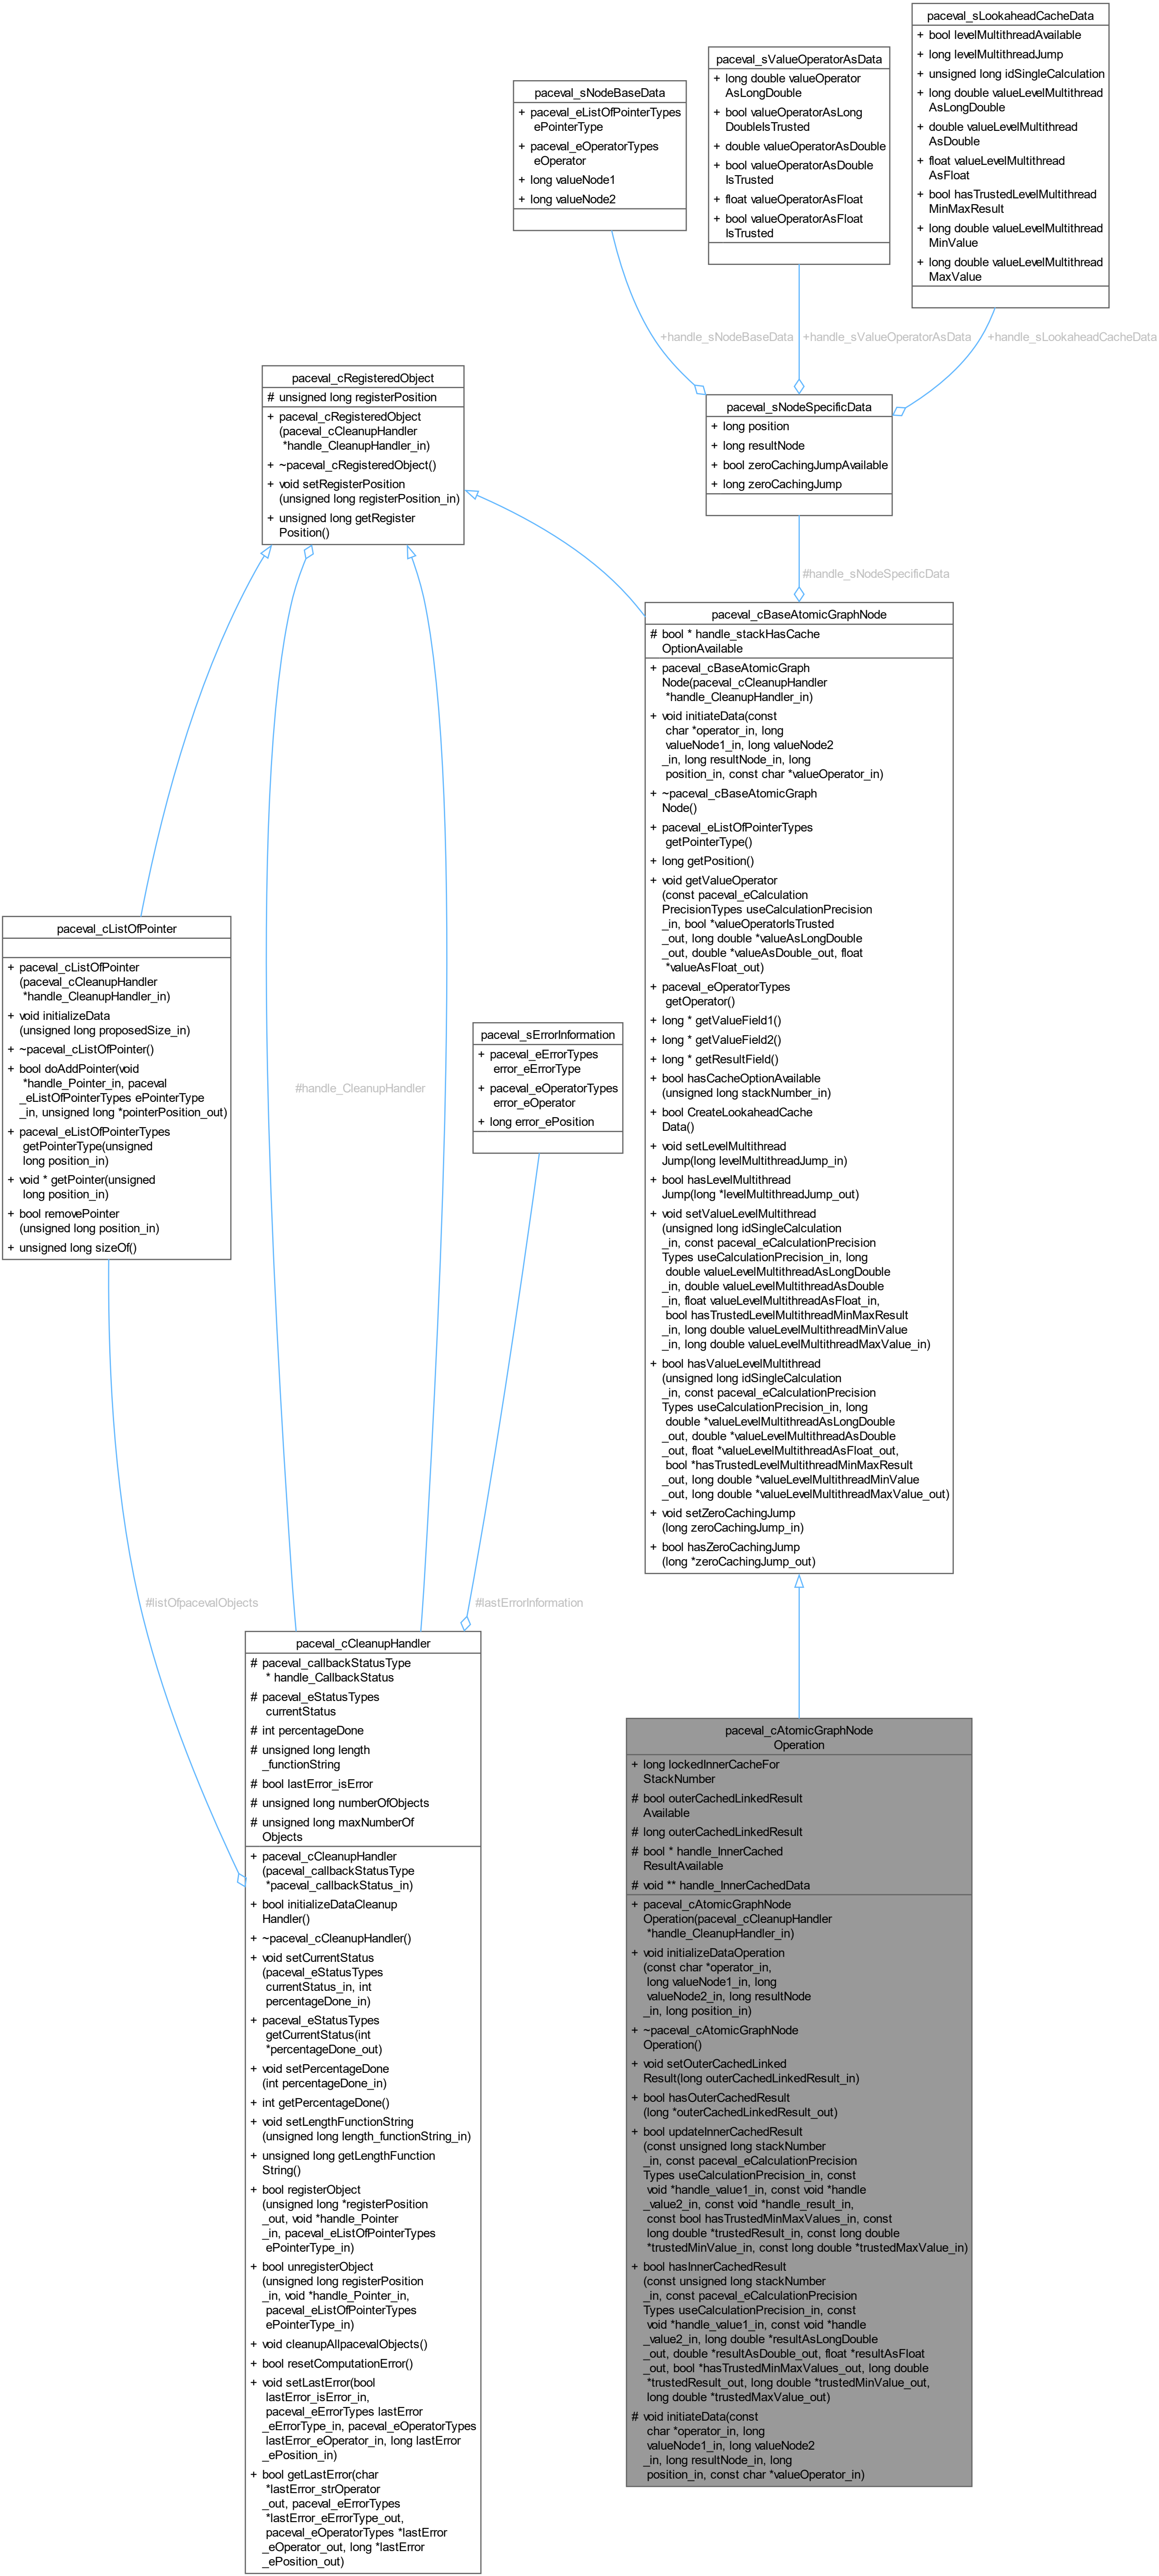 paceval_sLookaheadCacheData
+ bool levelMultithreadAvailable
+ long levelMultithreadJump
+ unsigned long idSingleCalculation
+ long double valueLevelMultithread
AsLongDouble
+ double valueLevelMultithread
AsDouble
+ float valueLevelMultithread
AsFloat
+ bool hasTrustedLevelMultithread
MinMaxResult
+ long double valueLevelMultithread
MinValue
+ long double valueLevelMultithread
MaxValue
paceval_sValueOperatorAsData
+ long double valueOperator
AsLongDouble
+ bool valueOperatorAsLong
DoubleIsTrusted
+ double valueOperatorAsDouble
+ bool valueOperatorAsDouble
IsTrusted
+ float valueOperatorAsFloat
+ bool valueOperatorAsFloat
IsTrusted
paceval_sNodeBaseData
+ paceval_eListOfPointerTypes
ePointerType
+ paceval_eOperatorTypes
eOperator
+ long valueNode1
+ long valueNode2
+handle_sNodeBaseData
+handle_sValueOperatorAsData
+handle_sLookaheadCacheData
paceval_cRegisteredObject
# unsigned long registerPosition
+ paceval_cRegisteredObject
(paceval_cCleanupHandler
*handle_CleanupHandler_in)
+ ~paceval_cRegisteredObject()
+ void setRegisterPosition
(unsigned long registerPosition_in)
+ unsigned long getRegister
Position()
paceval_sNodeSpecificData
+ long position
+ long resultNode
+ bool zeroCachingJumpAvailable
+ long zeroCachingJump
#handle_sNodeSpecificData
paceval_cBaseAtomicGraphNode
# bool * handle_stackHasCache
OptionAvailable
+ paceval_cBaseAtomicGraph
Node(paceval_cCleanupHandler
*handle_CleanupHandler_in)
+ void initiateData(const
char *operator_in, long
valueNode1_in, long valueNode2
_in, long resultNode_in, long
position_in, const char *valueOperator_in)
+ ~paceval_cBaseAtomicGraph
Node()
+ paceval_eListOfPointerTypes
getPointerType()
+ long getPosition()
+ void getValueOperator
(const paceval_eCalculation
PrecisionTypes useCalculationPrecision
_in, bool *valueOperatorIsTrusted
_out, long double *valueAsLongDouble
_out, double *valueAsDouble_out, float
*valueAsFloat_out)
+ paceval_eOperatorTypes
getOperator()
+ long * getValueField1()
+ long * getValueField2()
+ long * getResultField()
+ bool hasCacheOptionAvailable
(unsigned long stackNumber_in)
+ bool CreateLookaheadCache
Data()
+ void setLevelMultithread
Jump(long levelMultithreadJump_in)
+ bool hasLevelMultithread
Jump(long *levelMultithreadJump_out)
+ void setValueLevelMultithread
(unsigned long idSingleCalculation
_in, const paceval_eCalculationPrecision
Types useCalculationPrecision_in, long
double valueLevelMultithreadAsLongDouble
_in, double valueLevelMultithreadAsDouble
_in, float valueLevelMultithreadAsFloat_in,
bool hasTrustedLevelMultithreadMinMaxResult
_in, long double valueLevelMultithreadMinValue
_in, long double valueLevelMultithreadMaxValue_in)
+ bool hasValueLevelMultithread
(unsigned long idSingleCalculation
_in, const paceval_eCalculationPrecision
Types useCalculationPrecision_in, long
double *valueLevelMultithreadAsLongDouble
_out, double *valueLevelMultithreadAsDouble
_out, float *valueLevelMultithreadAsFloat_out,
bool *hasTrustedLevelMultithreadMinMaxResult
_out, long double *valueLevelMultithreadMinValue
_out, long double *valueLevelMultithreadMaxValue_out)
+ void setZeroCachingJump
(long zeroCachingJump_in)
+ bool hasZeroCachingJump
(long *zeroCachingJump_out)
paceval_cListOfPointer
+ paceval_cListOfPointer
(paceval_cCleanupHandler
*handle_CleanupHandler_in)
+ void initializeData
(unsigned long proposedSize_in)
+ ~paceval_cListOfPointer()
+ bool doAddPointer(void
*handle_Pointer_in, paceval
_eListOfPointerTypes ePointerType
_in, unsigned long *pointerPosition_out)
+ paceval_eListOfPointerTypes
getPointerType(unsigned
long position_in)
+ void * getPointer(unsigned
long position_in)
+ bool removePointer
(unsigned long position_in)
+ unsigned long sizeOf()
#handle_CleanupHandler
paceval_sErrorInformation
+ paceval_eErrorTypes
error_eErrorType
+ paceval_eOperatorTypes
error_eOperator
+ long error_ePosition
#listOfpacevalObjects
#lastErrorInformation
paceval_cCleanupHandler
# paceval_callbackStatusType
* handle_CallbackStatus
# paceval_eStatusTypes
currentStatus
# int percentageDone
# unsigned long length
_functionString
# bool lastError_isError
# unsigned long numberOfObjects
# unsigned long maxNumberOf
Objects
+ paceval_cCleanupHandler
(paceval_callbackStatusType
*paceval_callbackStatus_in)
+ bool initializeDataCleanup
Handler()
+ ~paceval_cCleanupHandler()
+ void setCurrentStatus
(paceval_eStatusTypes
currentStatus_in, int
percentageDone_in)
+ paceval_eStatusTypes
getCurrentStatus(int
*percentageDone_out)
+ void setPercentageDone
(int percentageDone_in)
+ int getPercentageDone()
+ void setLengthFunctionString
(unsigned long length_functionString_in)
+ unsigned long getLengthFunction
String()
+ bool registerObject
(unsigned long *registerPosition
_out, void *handle_Pointer
_in, paceval_eListOfPointerTypes
ePointerType_in)
+ bool unregisterObject
(unsigned long registerPosition
_in, void *handle_Pointer_in,
paceval_eListOfPointerTypes
ePointerType_in)
+ void cleanupAllpacevalObjects()
+ bool resetComputationError()
+ void setLastError(bool
lastError_isError_in,
paceval_eErrorTypes lastError
_eErrorType_in, paceval_eOperatorTypes
lastError_eOperator_in, long lastError
_ePosition_in)
+ bool getLastError(char
*lastError_strOperator
_out, paceval_eErrorTypes
*lastError_eErrorType_out,
paceval_eOperatorTypes *lastError
_eOperator_out, long *lastError
_ePosition_out)
paceval_cAtomicGraphNode
Operation
+ long lockedInnerCacheFor
StackNumber
# bool outerCachedLinkedResult
Available
# long outerCachedLinkedResult
# bool * handle_InnerCached
ResultAvailable
# void ** handle_InnerCachedData
+ paceval_cAtomicGraphNode
Operation(paceval_cCleanupHandler
*handle_CleanupHandler_in)
+ void initializeDataOperation
(const char *operator_in,
long valueNode1_in, long
valueNode2_in, long resultNode
_in, long position_in)
+ ~paceval_cAtomicGraphNode
Operation()
+ void setOuterCachedLinked
Result(long outerCachedLinkedResult_in)
+ bool hasOuterCachedResult
(long *outerCachedLinkedResult_out)
+ bool updateInnerCachedResult
(const unsigned long stackNumber
_in, const paceval_eCalculationPrecision
Types useCalculationPrecision_in, const
void *handle_value1_in, const void *handle
_value2_in, const void *handle_result_in,
const bool hasTrustedMinMaxValues_in, const
long double *trustedResult_in, const long double
*trustedMinValue_in, const long double *trustedMaxValue_in)
+ bool hasInnerCachedResult
(const unsigned long stackNumber
_in, const paceval_eCalculationPrecision
Types useCalculationPrecision_in, const
void *handle_value1_in, const void *handle
_value2_in, long double *resultAsLongDouble
_out, double *resultAsDouble_out, float *resultAsFloat
_out, bool *hasTrustedMinMaxValues_out, long double
*trustedResult_out, long double *trustedMinValue_out,
long double *trustedMaxValue_out)
# void initiateData(const
char *operator_in, long
valueNode1_in, long valueNode2
_in, long resultNode_in, long
position_in, const char *valueOperator_in)